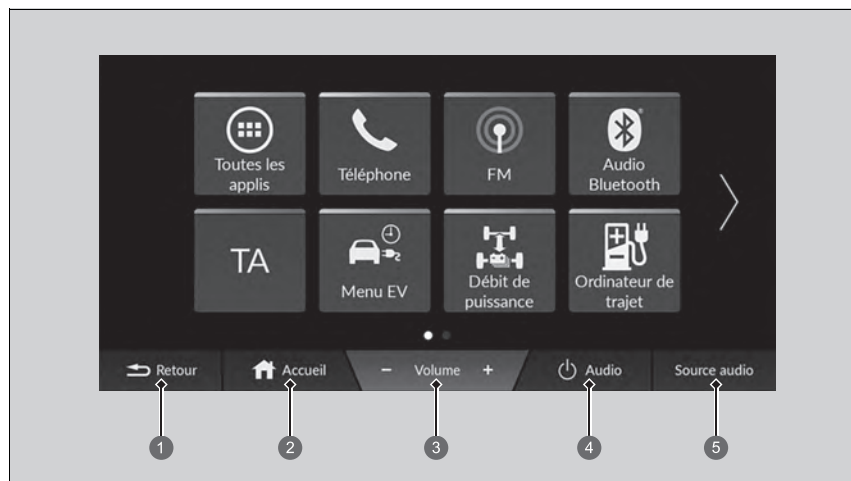 Toutes les
applis
Téléphone
FM
Audio
Bluetooth
TA
Menu EV
Débit de
puissance
Ordinateur de
trajet
Retour
Accueil
– Volume +
Audio
Source audio
1
2
3
4
5